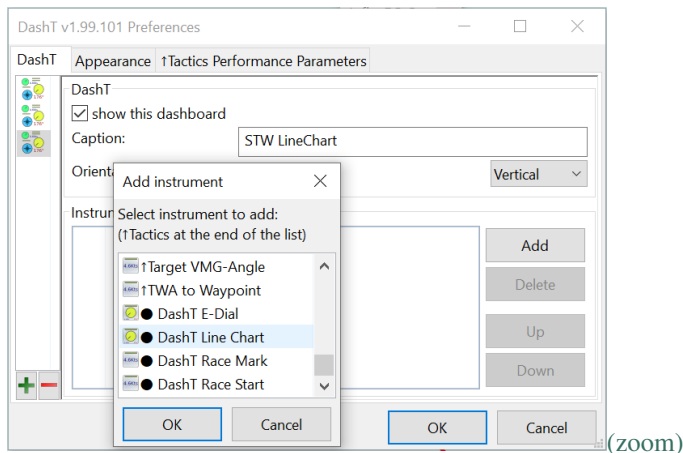 DashT v1.99.101 Preferences
DashT Appearance ↑Tactics Performance Parameters
DashT
show this dashboard
Caption: STW LineChart
Vertical
Add instrument
Select instrument to add:
(↑Tactics at the end of the list)
↑Target VMG-Angle
↑TWA to Waypoint
● DashT E-Dial
● DashT Line Chart
● DashT Race Mark
● DashT Race Start
OK Cancel
Add
Delete
Up
Down
OK Cancel
(zoom)